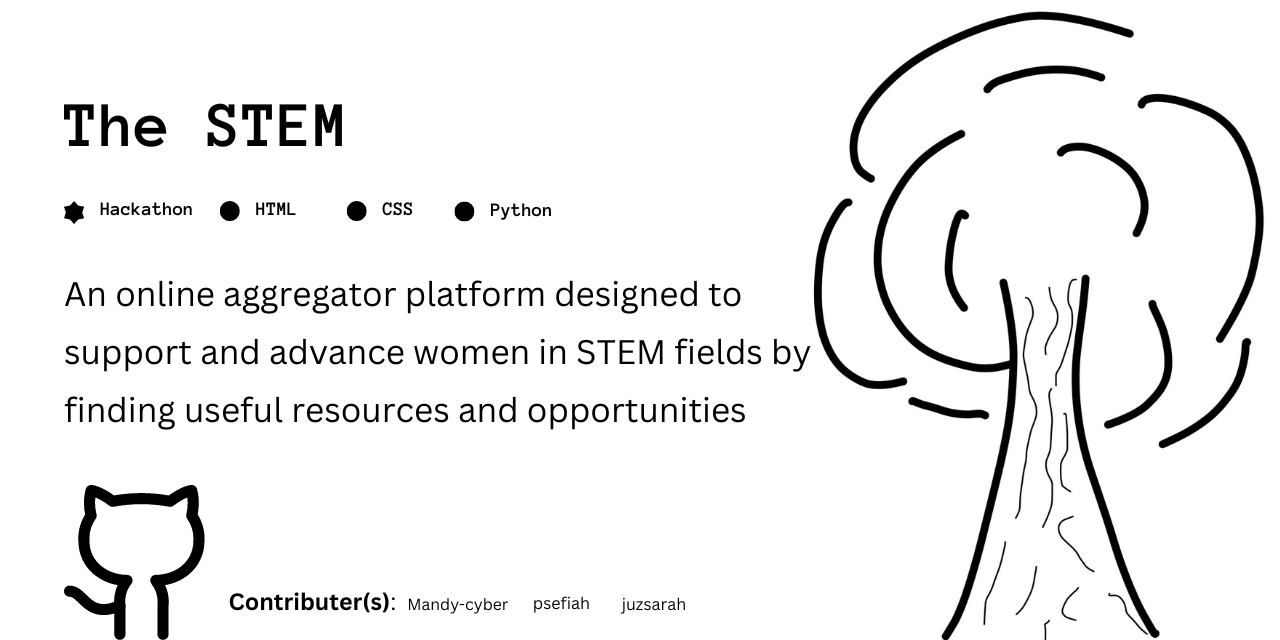 The STEM
Hackathon HTML CSS Python
An online aggregator platform designed to
support and advance women in STEM fields by
finding useful resources and opportunities
Contributer(s): Mandy-cyber psefiah juzsarah